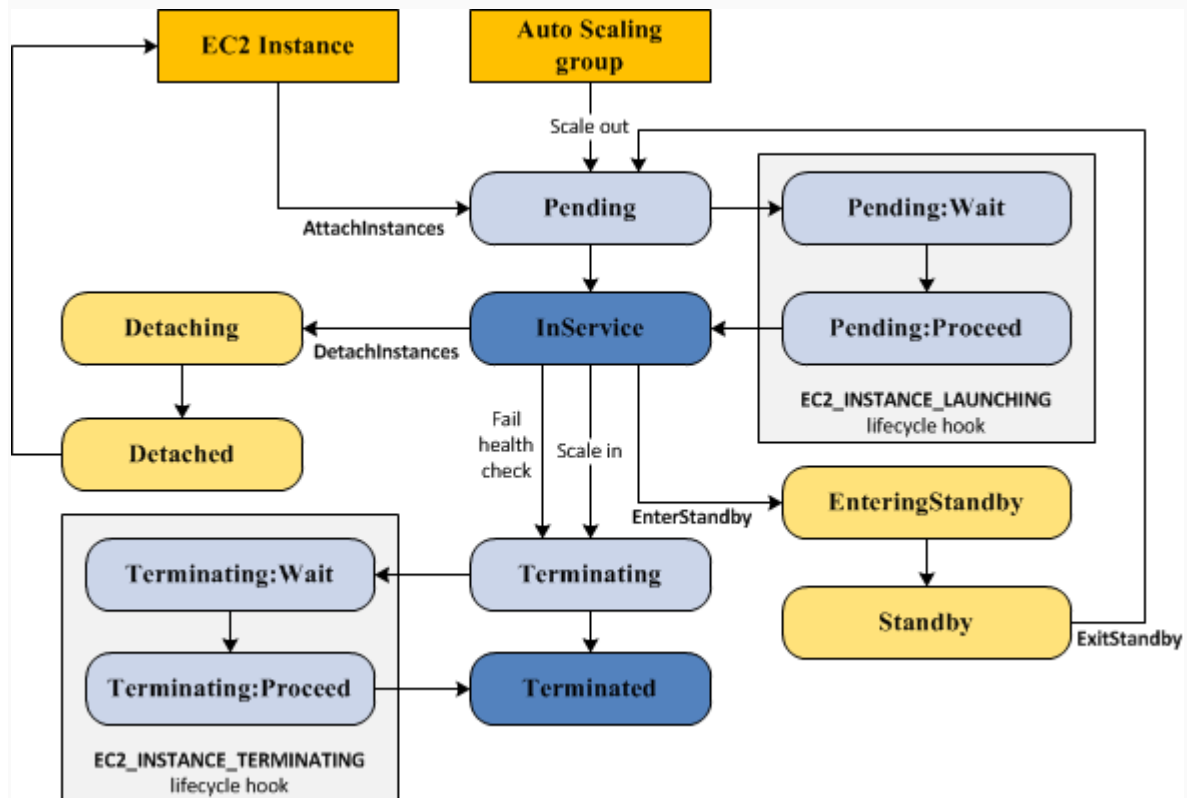 EC2 Instance
Auto Scaling
group
Scale out
Pending
Pending:Wait
AttachInstances
Detaching
InService
Pending:Proceed
DetachInstances
EC2_INSTANCE_LAUNCHING
lifecycle hook
Fail
health
check
Scale in
Detached
EnterStandby
EnteringStandby
Terminating:Wait
Terminating
Standby
ExitStandby
Terminating:Proceed
Terminated
EC2_INSTANCE_TERMINATING
lifecycle hook